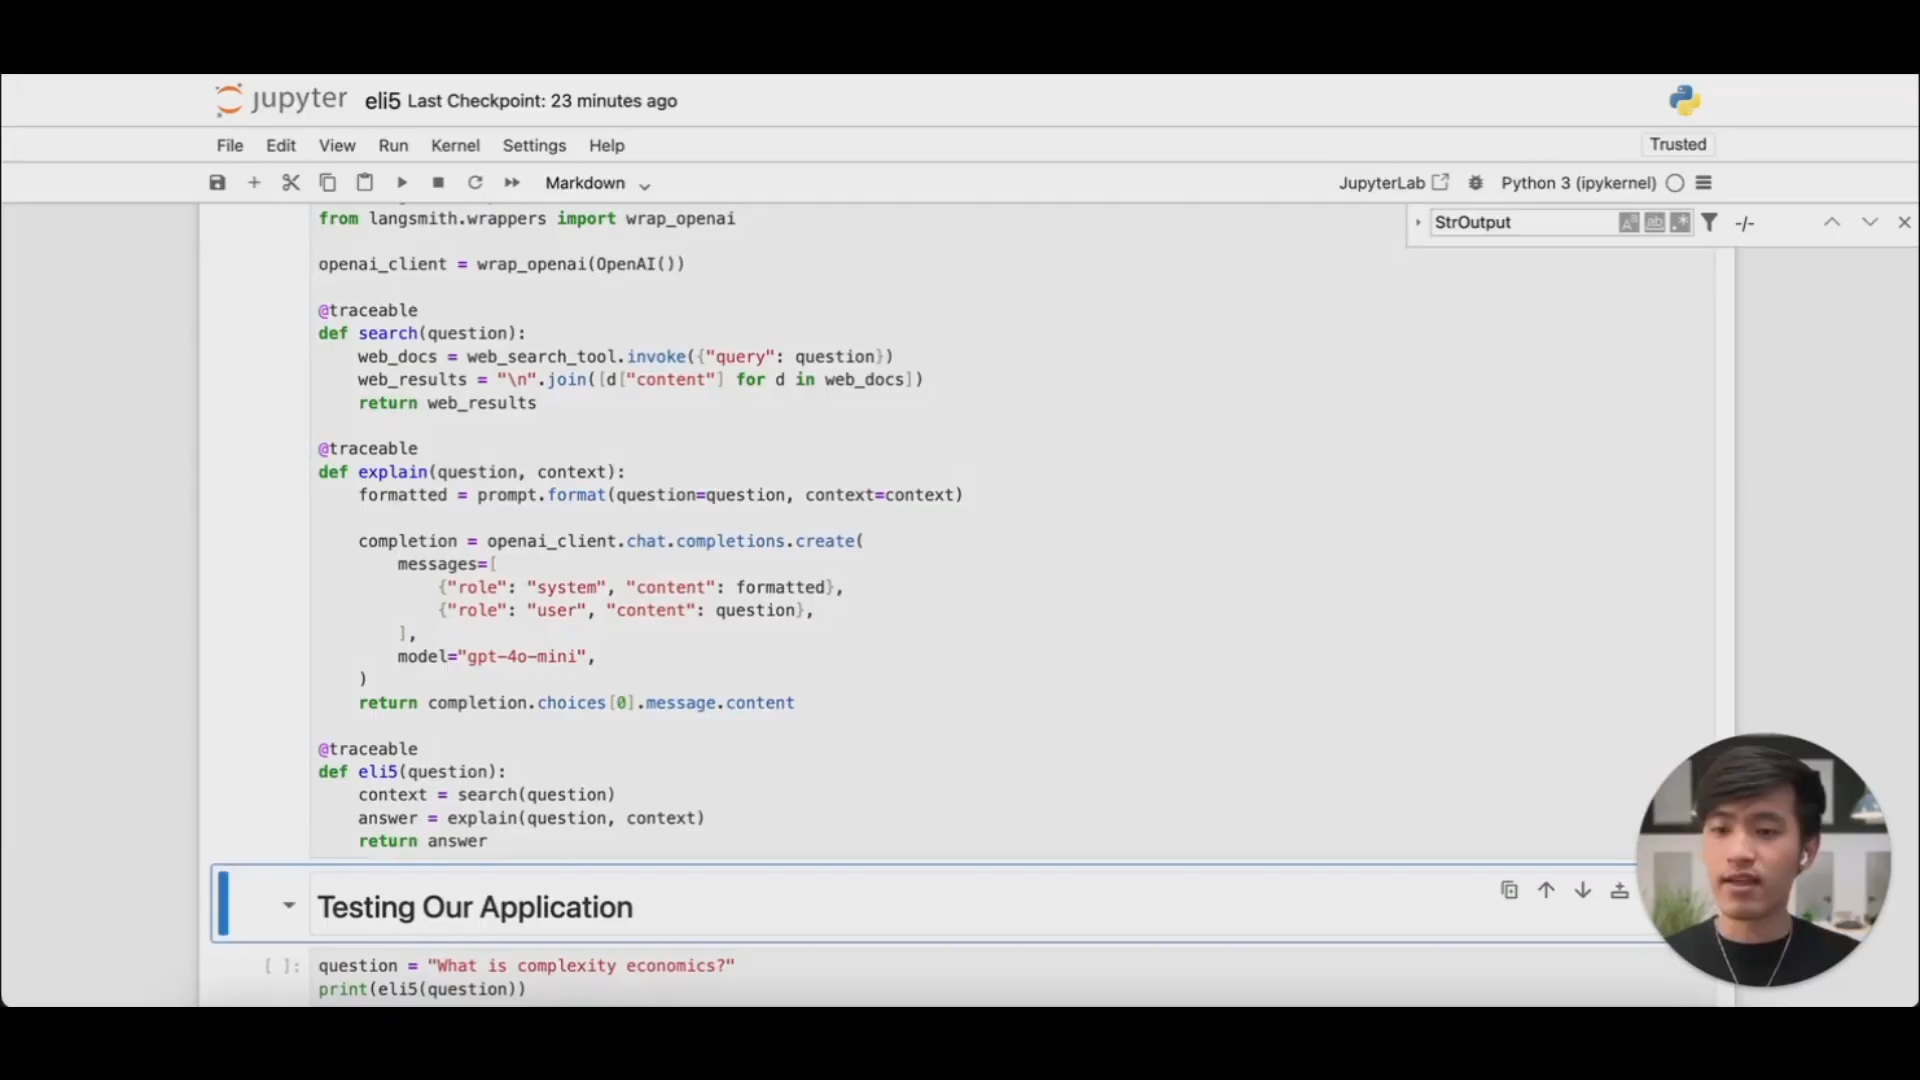 jupyter eli5 Last Checkpoint: 23 minutes ago
File Edit View Run Kernel Settings Help Trusted
Markdown JupyterLab Python 3 (ipykernel)
StrOutput -/-
from langsmith.wrappers import wrap_openai
openai_client = wrap_openai(OpenAI())
@traceable
def search(question):
    web_docs = web_search_tool.invoke({"query": question})
    web_results = "\n".join([d["content"] for d in web_docs])
    return web_results
@traceable
def explain(question, context):
    formatted = prompt.format(question=question, context=context)
    completion = openai_client.chat.completions.create(
        messages=[
            {"role": "system", "content": formatted},
            {"role": "user", "content": question},
        ],
        model="gpt-4o-mini",
    )
    return completion.choices[0].message.content
@traceable
def eli5(question):
    context = search(question)
    answer = explain(question, context)
    return answer
Testing Our Application
[ ]: question = "What is complexity economics?"
print(eli5(question))